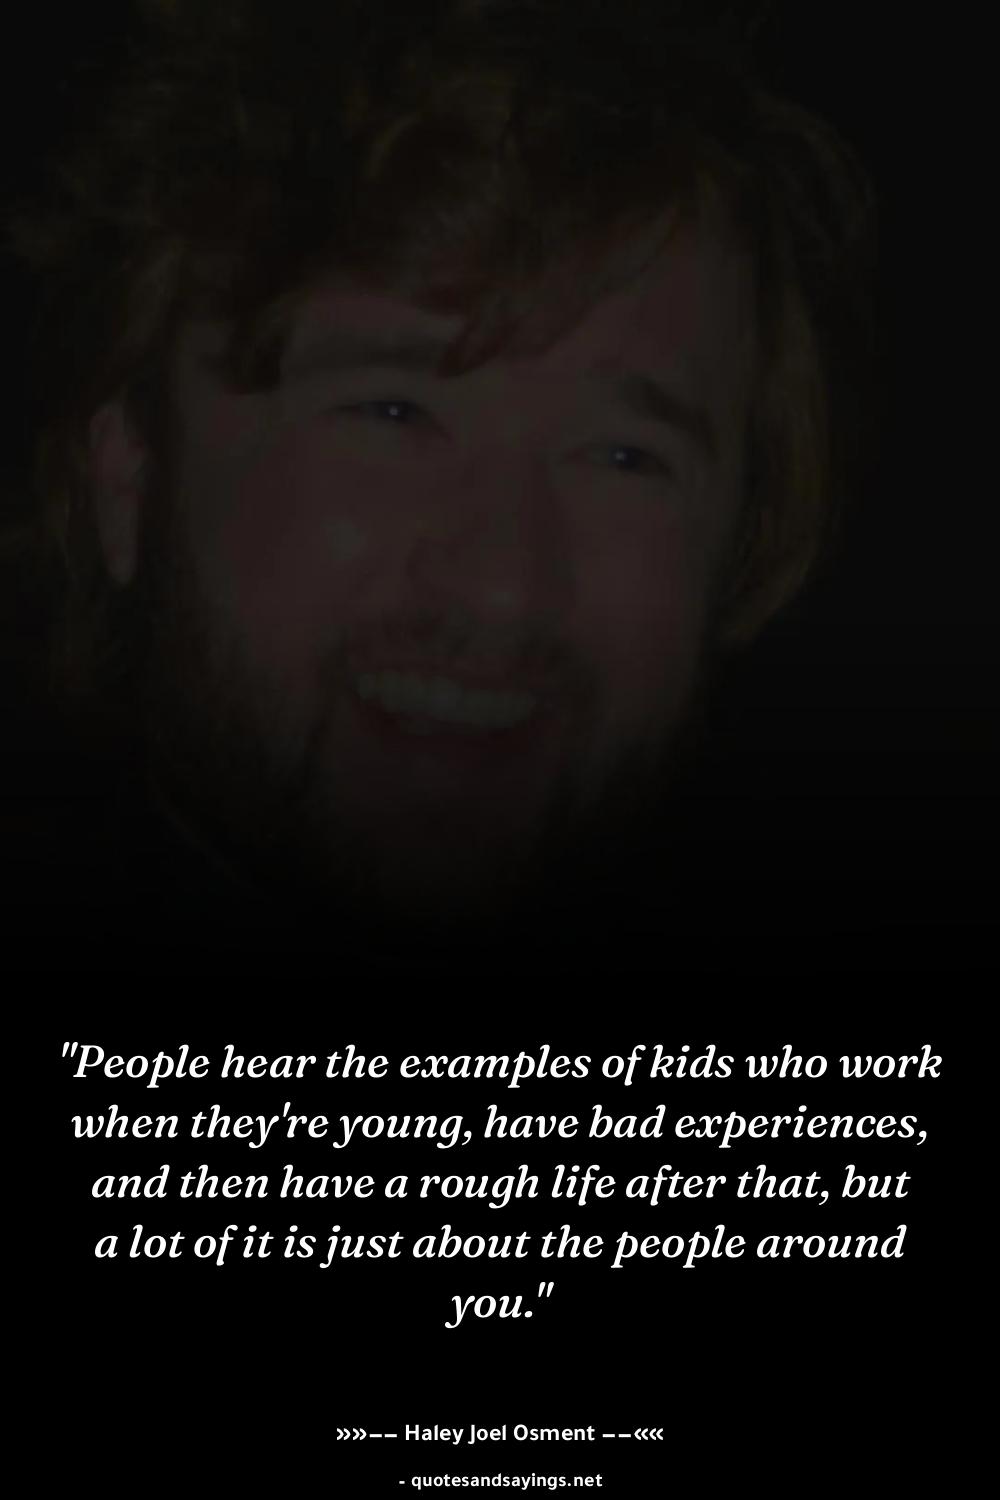 "People hear the examples of kids who work
when they're young, have bad experiences,
and then have a rough life after that, but
a lot of it is just about the people around
you."
»»−− Haley Joel Osment −−««
- quotesandsayings.net